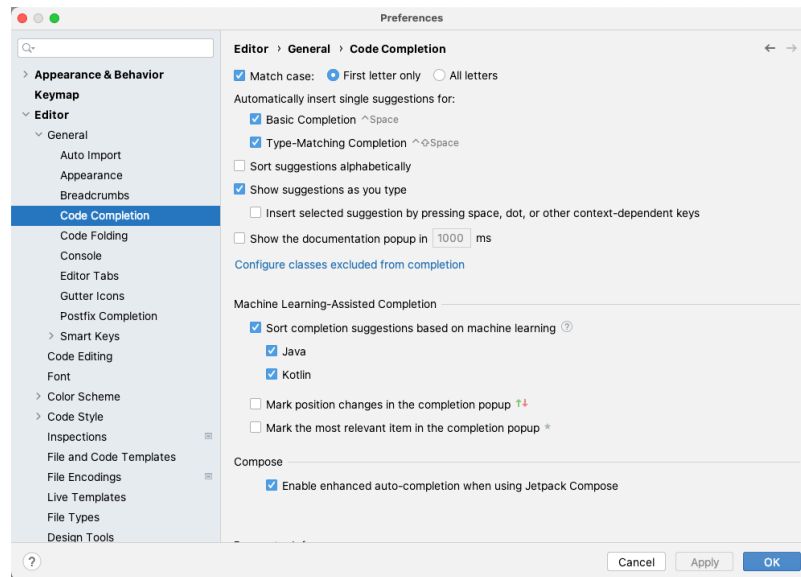 Preferences
Appearance & Behavior
Keymap
Editor
General
Auto Import
Appearance
Breadcrumbs
Code Completion
Code Folding
Console
Editor Tabs
Gutter Icons
Postfix Completion
Smart Keys
Code Editing
Font
Color Scheme
Code Style
Inspections
File and Code Templates
File Encodings
Live Templates
File Types
Design Tools
Editor › General › Code Completion
Match case: First letter only All letters
Automatically insert single suggestions for:
Basic Completion ^Space
Type-Matching Completion ^⇧Space
Sort suggestions alphabetically
Show suggestions as you type
Insert selected suggestion by pressing space, dot, or other context-dependent keys
Show the documentation popup in 1000 ms
Configure classes excluded from completion
Machine Learning-Assisted Completion
Sort completion suggestions based on machine learning ?
Java
Kotlin
Mark position changes in the completion popup ↑↓
Mark the most relevant item in the completion popup *
Compose
Enable enhanced auto-completion when using Jetpack Compose
? Cancel Apply OK